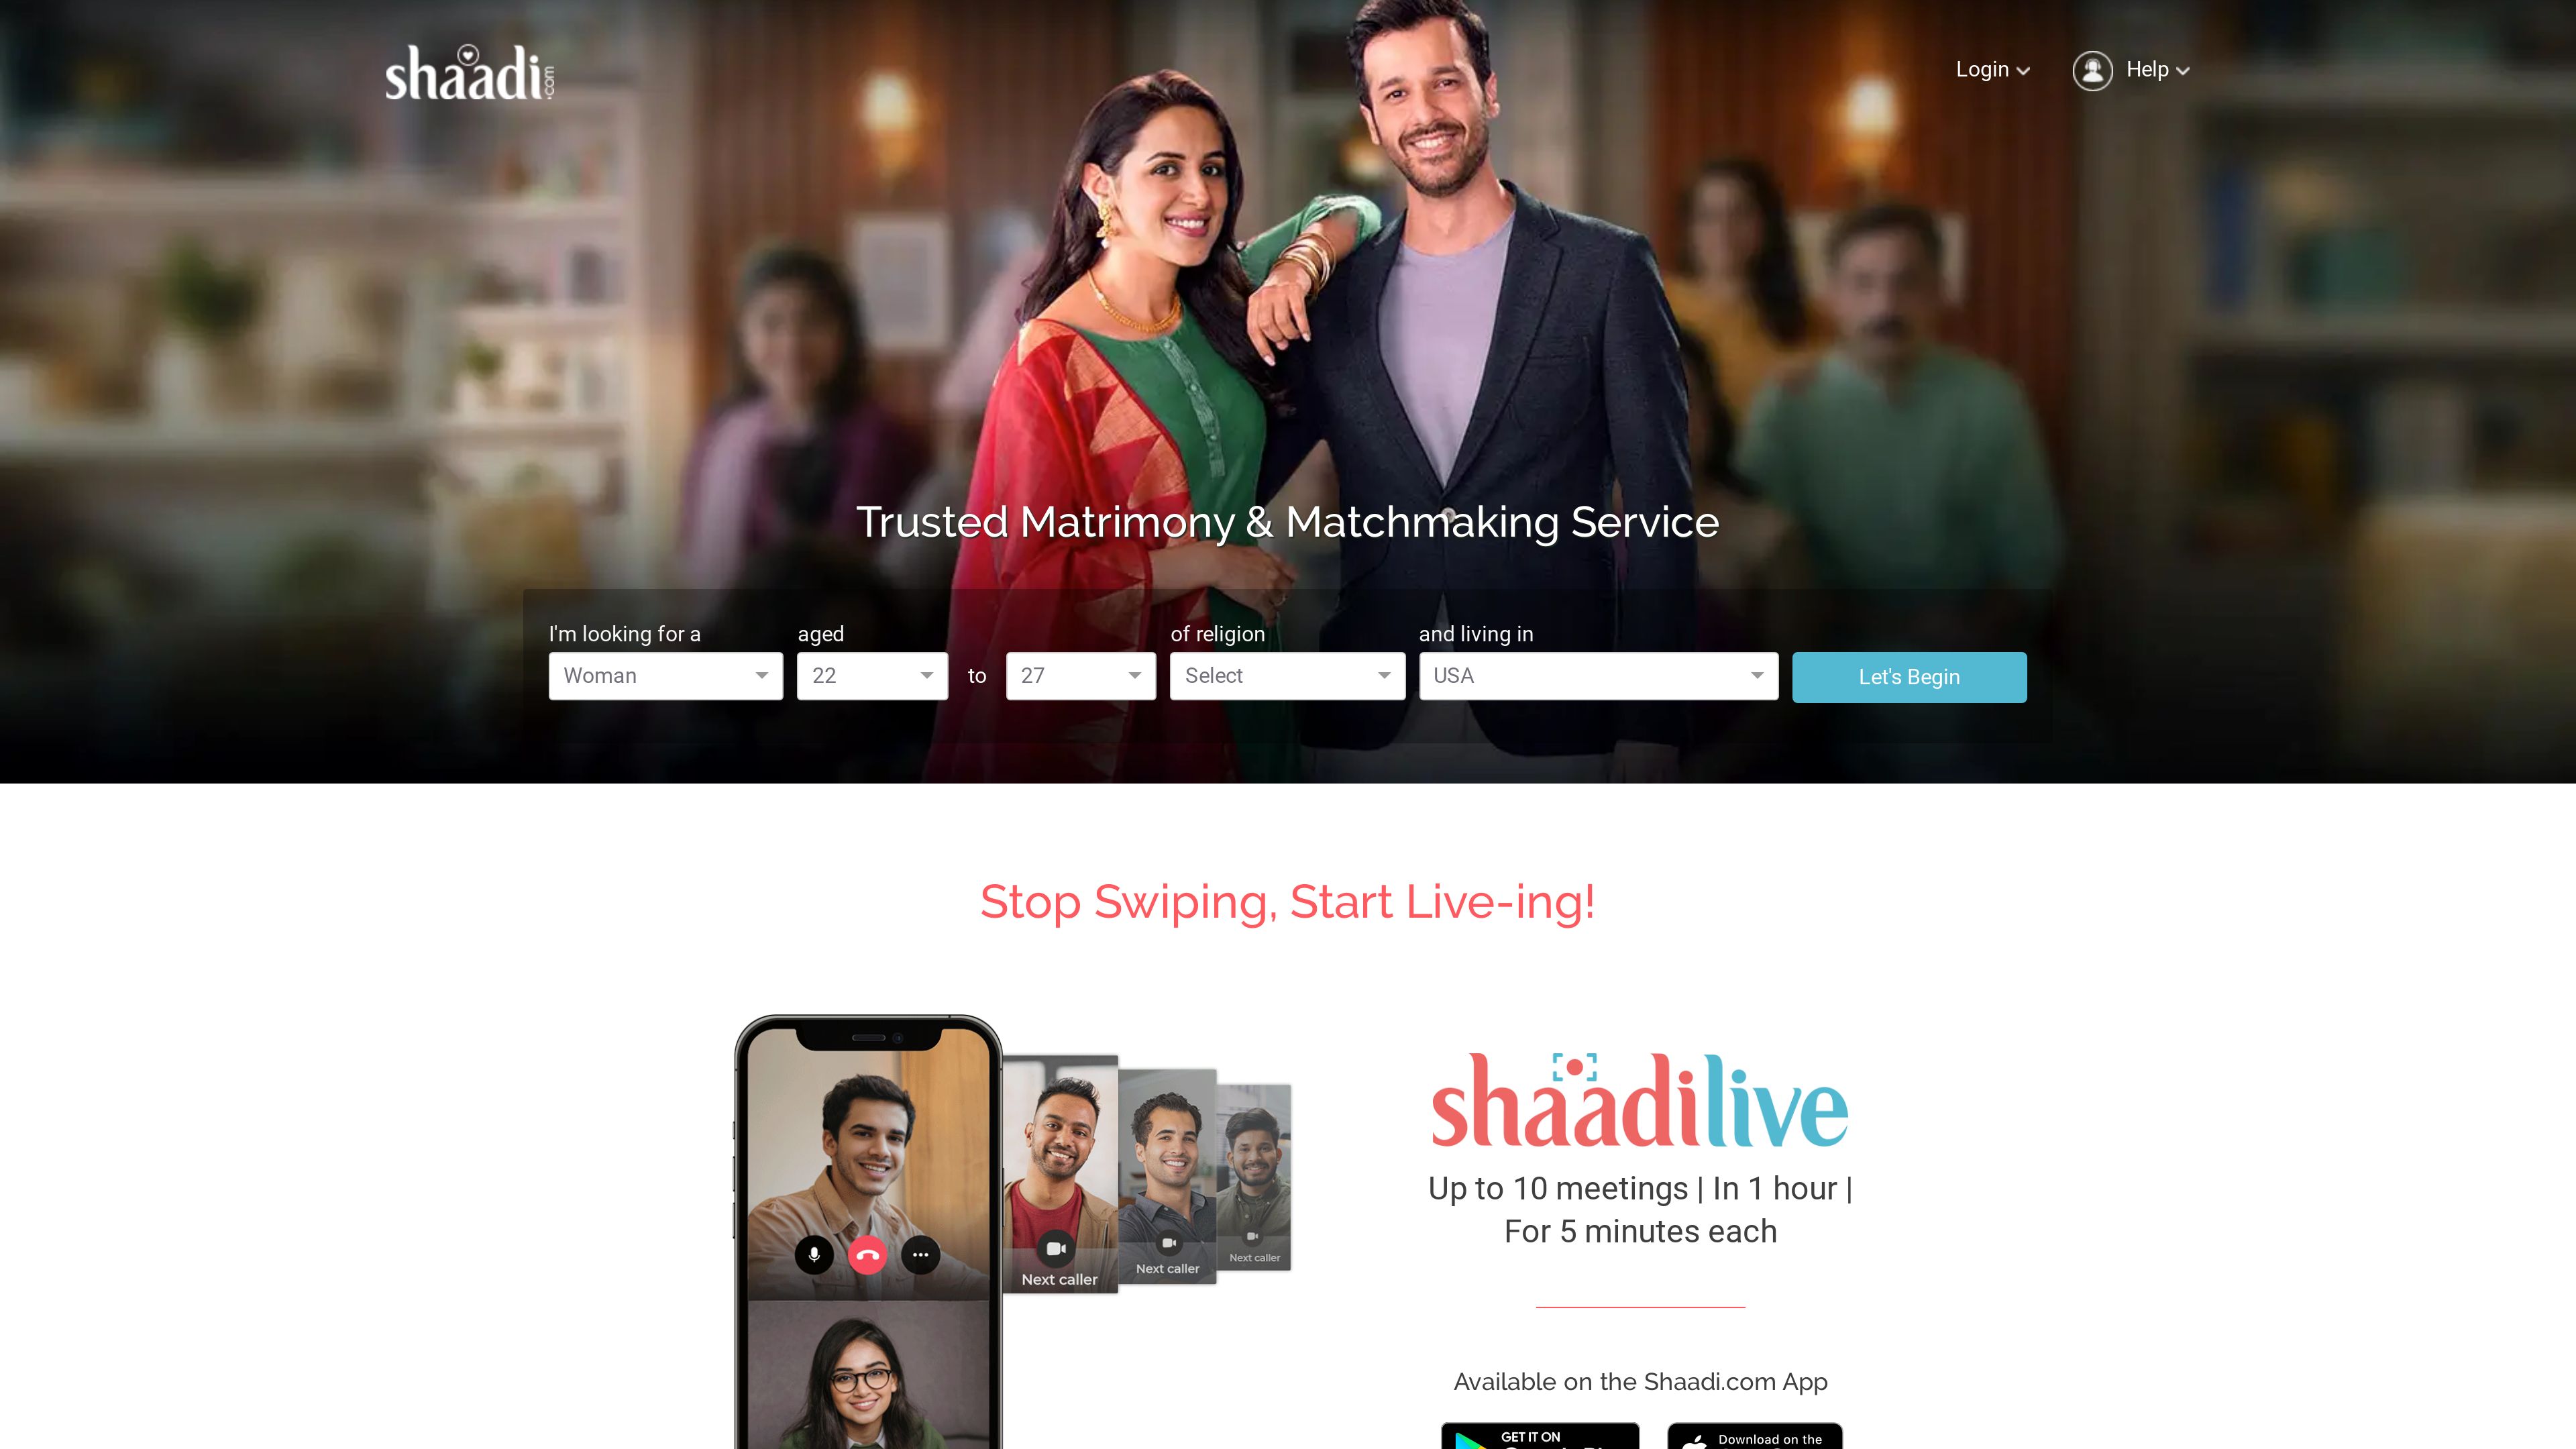 shaadi.com
Login
Help
Trusted Matrimony & Matchmaking Service
I'm looking for a
aged
of religion
and living in
Woman
22
to
27
Select
USA
Let's Begin
Stop Swiping, Start Live-ing!
shaadilive
Up to 10 meetings | In 1 hour |
For 5 minutes each
Next caller
Next caller
Next caller
Available on the Shaadi.com App
GET IT ON
Download on the